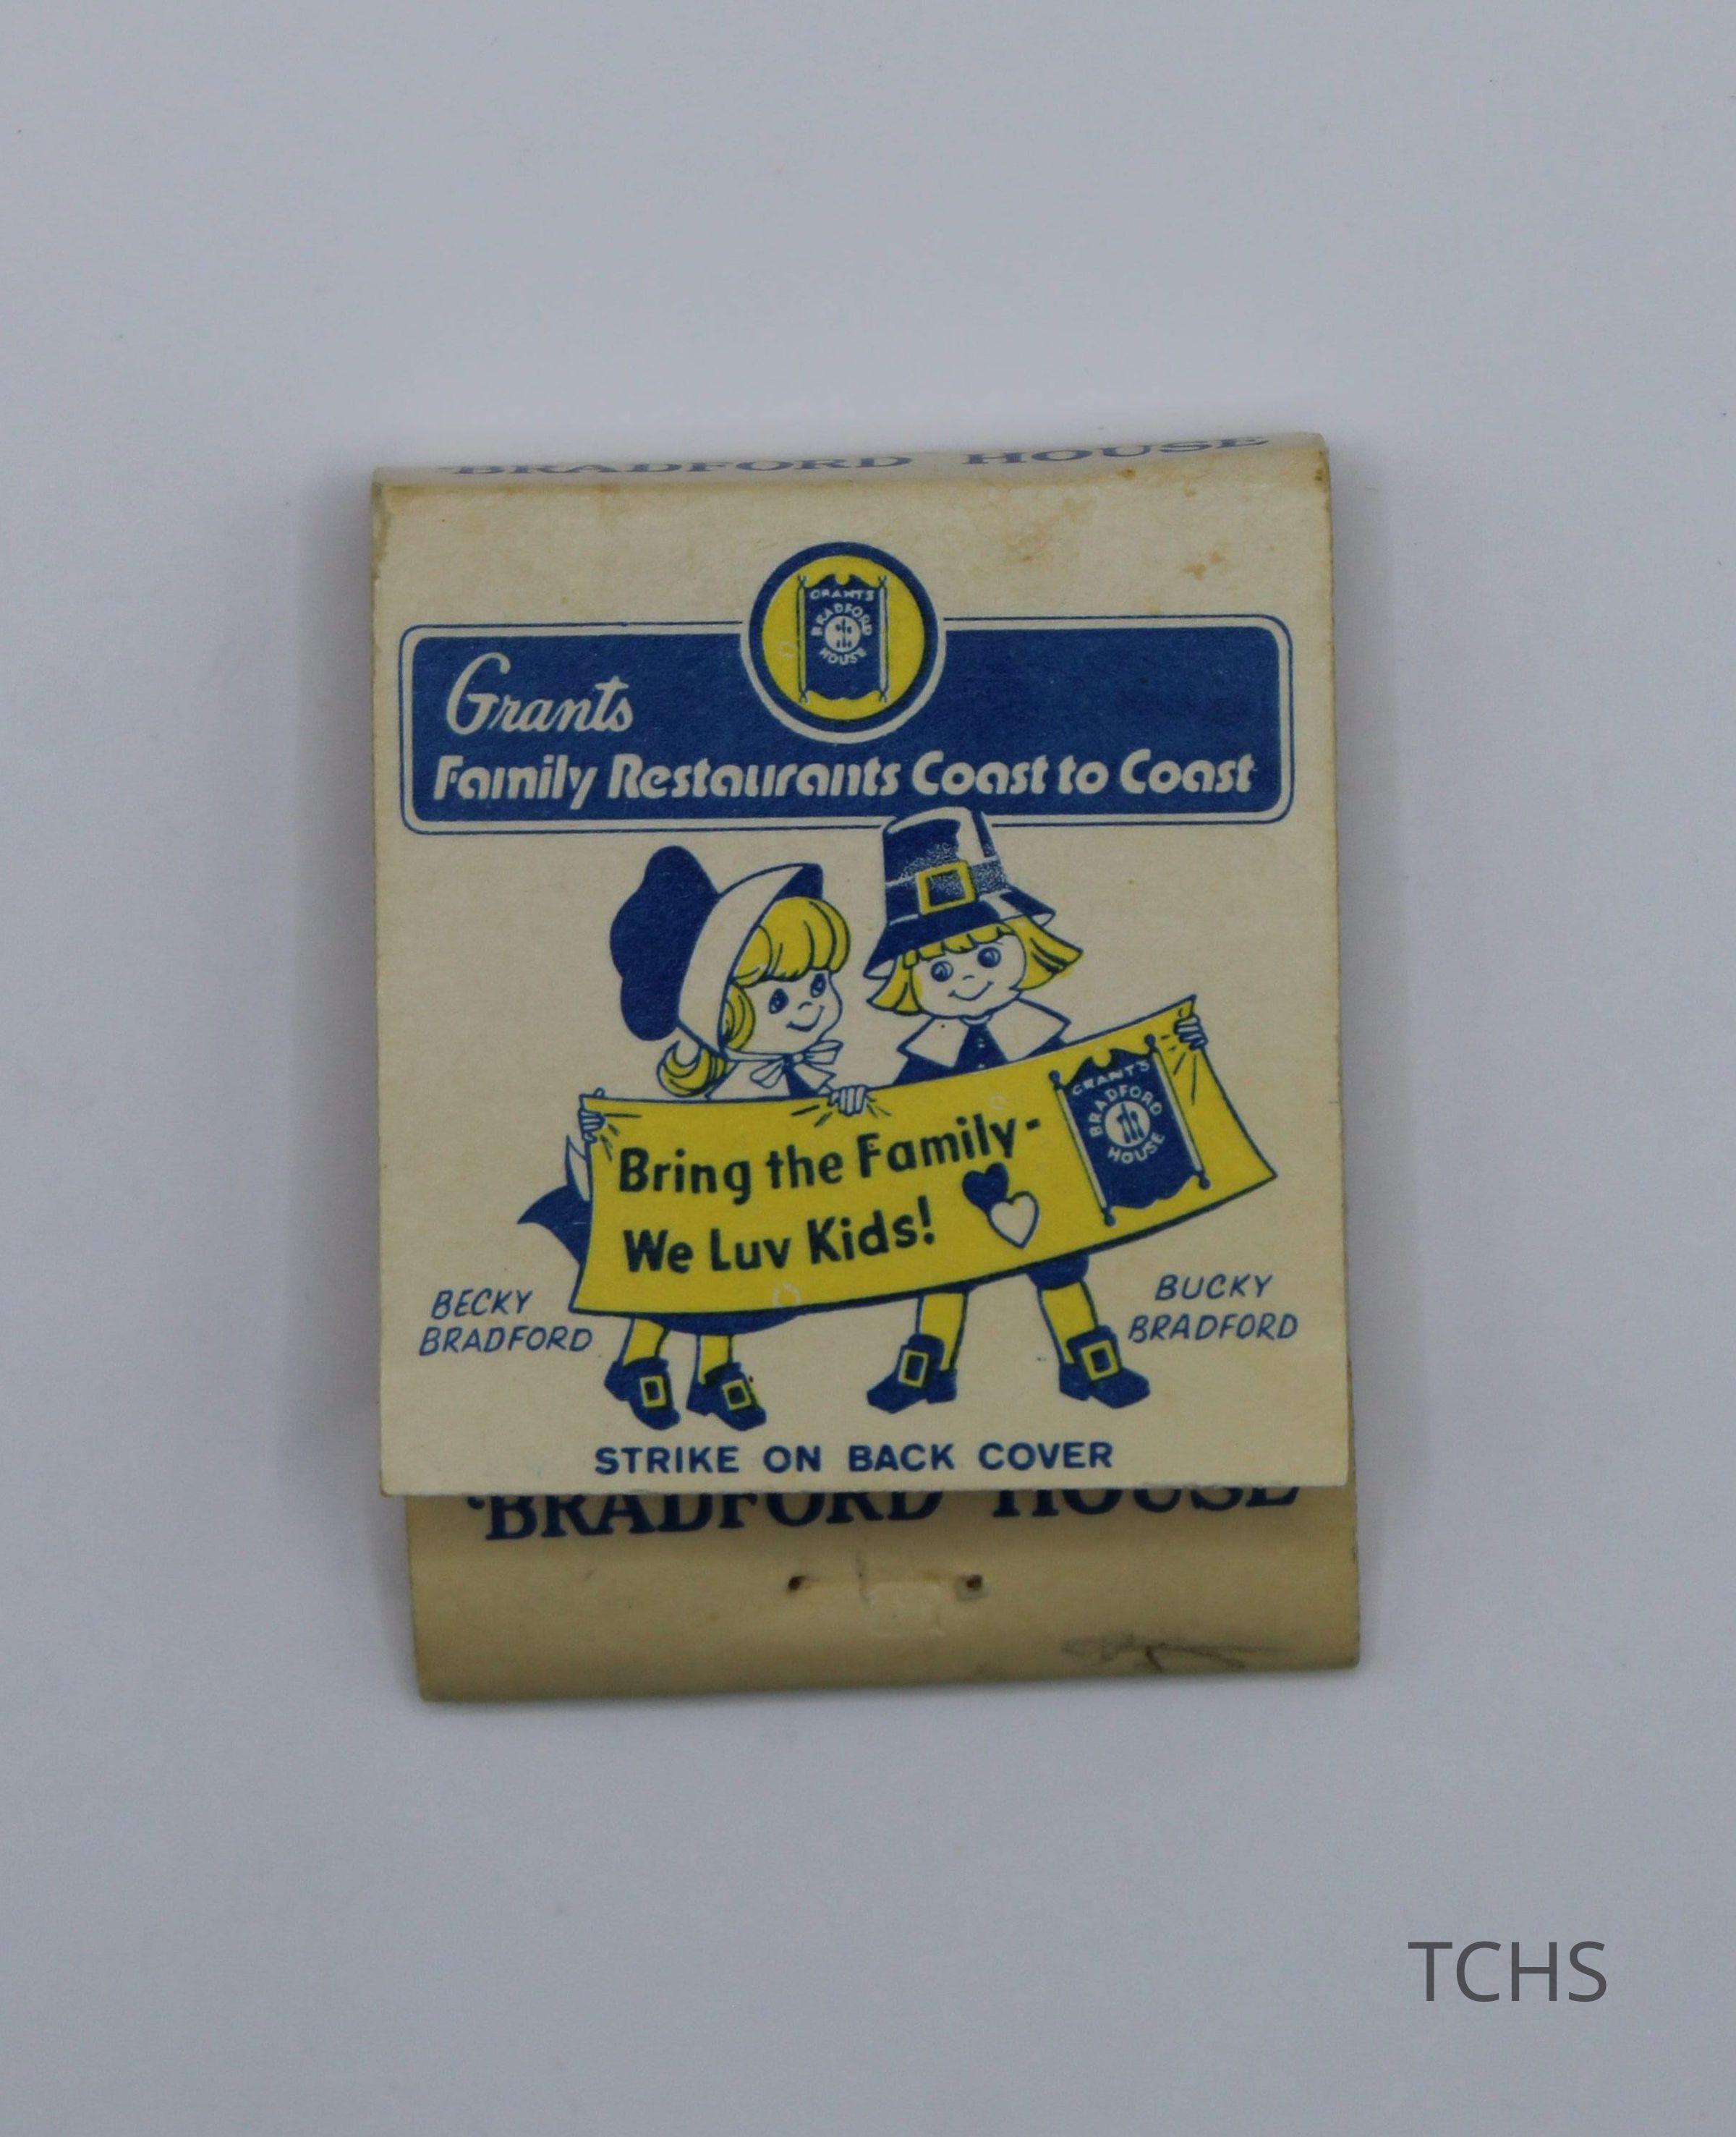 BRADFORD HOUSE
GRANT'S
BRADFORD
HOUSE
Grants
Family Restaurants Coast to Coast
Bring the Family-
We Luv Kids!
GRANT'S
BRADFORD
HOUSE
BECKY
BRADFORD
BUCKY
BRADFORD
STRIKE ON BACK COVER
BRADFORD HOUSE
TCHS